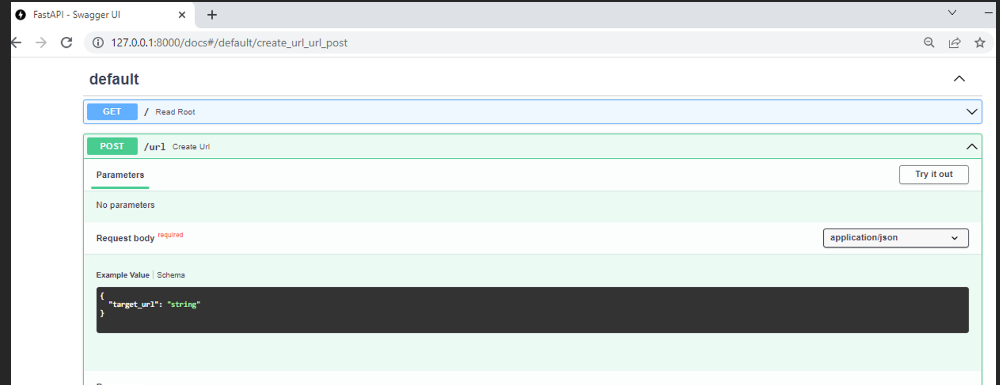 FastAPI - Swagger UI
127.0.0.1:8000/docs#/default/create_url_url_post
default
GET / Read Root
POST /url Create Url
Parameters
Try it out
No parameters
Request body required
application/json
Example Value | Schema
{
"target_url": "string"
}